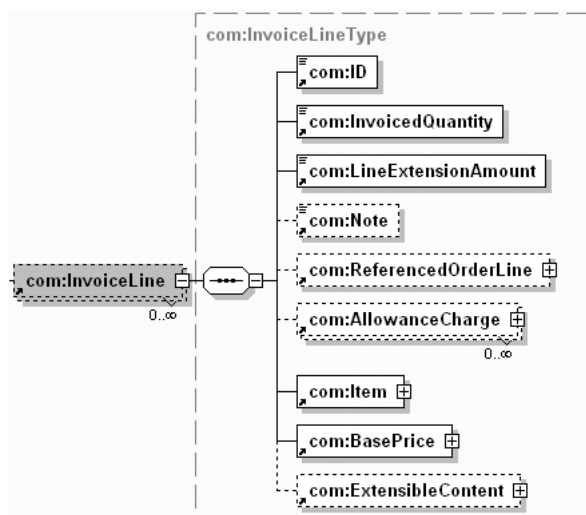 com:InvoiceLineType
com:ID
com:InvoicedQuantity
com:LineExtensionAmount
com:Note
com:InvoiceLine
0..∞
com:ReferencedOrderLine
com:AllowanceCharge
0..∞
com:Item
com:BasePrice
com:ExtensibleContent